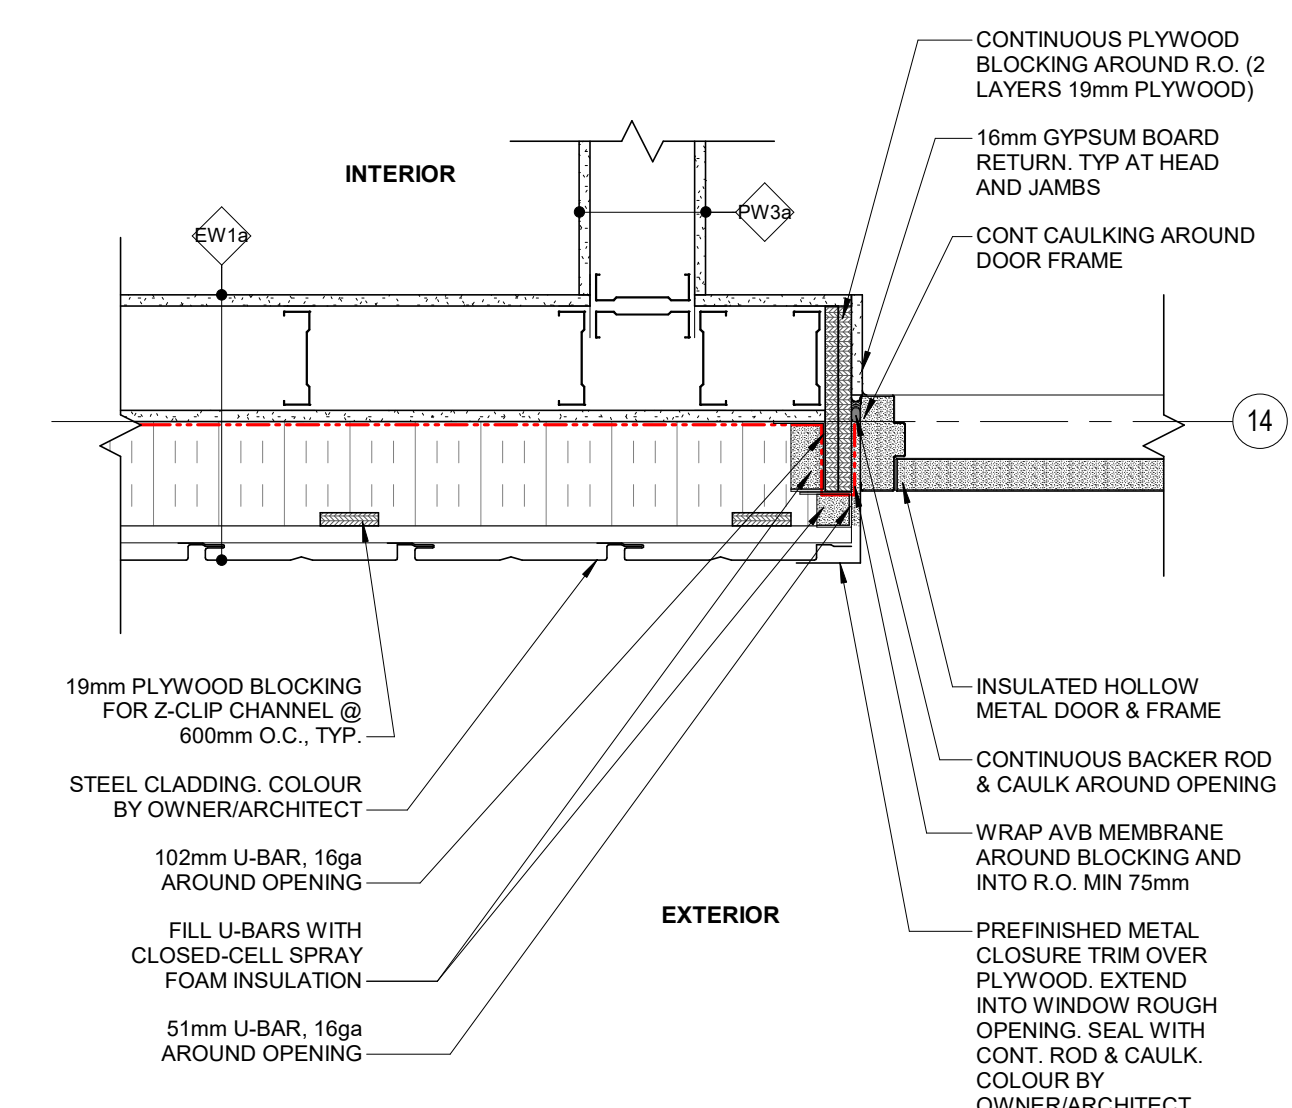 CONTINUOUS PLYWOOD
BLOCKING AROUND R.O. (2
LAYERS 19mm PLYWOOD)
16mm GYPSUM BOARD
RETURN. TYP AT HEAD
AND JAMBS
CONT CAULKING AROUND
DOOR FRAME
INTERIOR
EW1a
PW3a
14
19mm PLYWOOD BLOCKING
FOR Z-CLIP CHANNEL @
600mm O.C., TYP.
STEEL CLADDING. COLOUR
BY OWNER/ARCHITECT
102mm U-BAR, 16ga
AROUND OPENING
FILL U-BARS WITH
CLOSED-CELL SPRAY
FOAM INSULATION
51mm U-BAR, 16ga
AROUND OPENING
EXTERIOR
INSULATED HOLLOW
METAL DOOR & FRAME
CONTINUOUS BACKER ROD
& CAULK AROUND OPENING
WRAP AVB MEMBRANE
AROUND BLOCKING AND
INTO R.O. MIN 75mm
PREFINISHED METAL
CLOSURE TRIM OVER
PLYWOOD. EXTEND
INTO WINDOW ROUGH
OPENING. SEAL WITH
CONT. ROD & CAULK.
COLOUR BY
OWNER/ARCHITECT